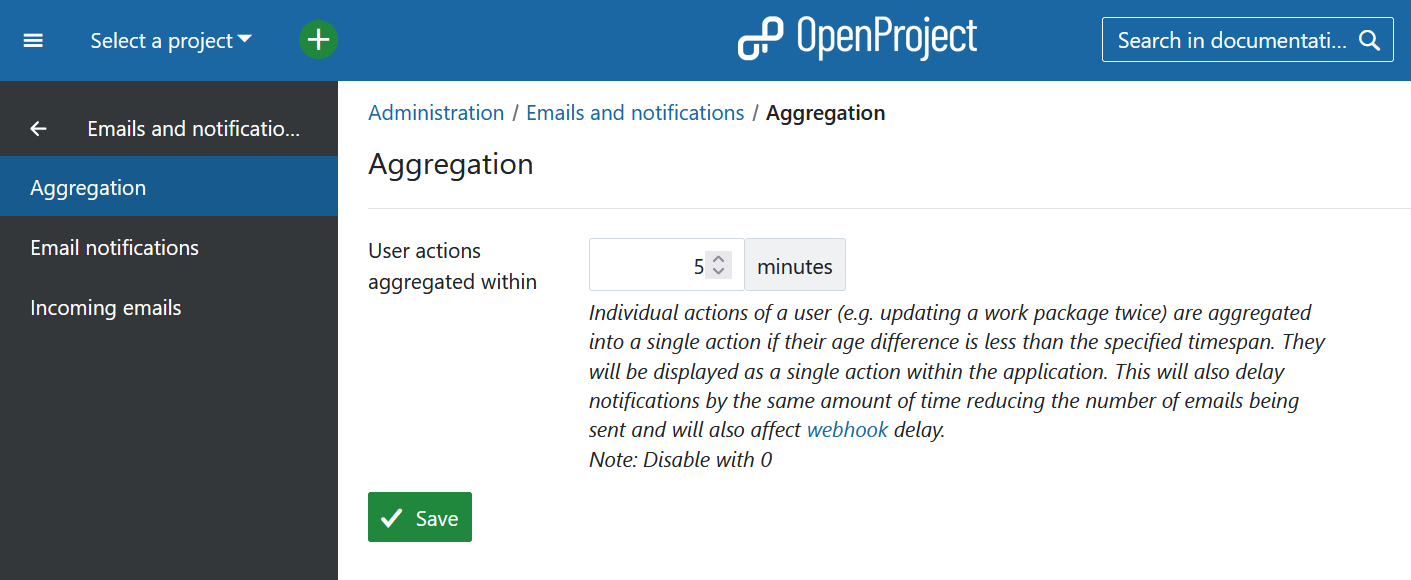 Select a project
OpenProject
Search in documentati...
Emails and notificatio...
Aggregation
Email notifications
Incoming emails
Administration / Emails and notifications / Aggregation
Aggregation
User actions
aggregated within
5
minutes
Individual actions of a user (e.g. updating a work package twice) are aggregated
into a single action if their age difference is less than the specified timespan. They
will be displayed as a single action within the application. This will also delay
notifications by the same amount of time reducing the number of emails being
sent and will also affect webhook delay.
Note: Disable with 0
Save